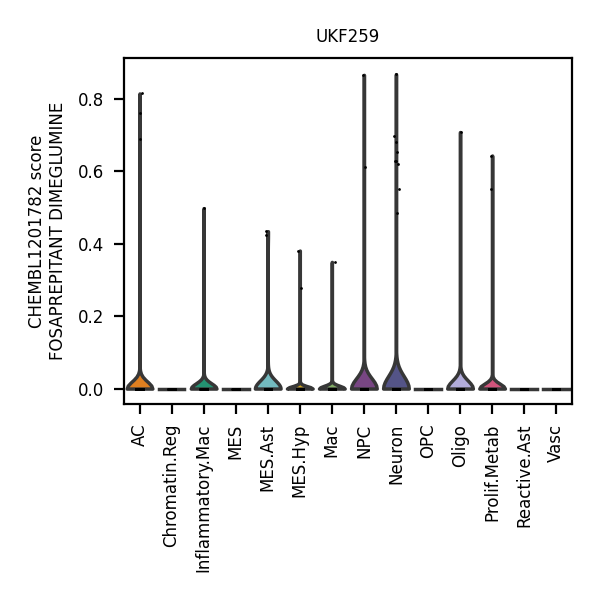 UKF259
CHEMBL1201782 score
FOSAPREPITANT DIMEGLUMINE
0.8
0.6
0.4
0.2
0.0
AC
Chromatin.Reg
Inflammatory.Mac
MES
MES.Ast
MES.Hyp
Mac
NPC
Neuron
OPC
Oligo
Prolif.Metab
Reactive.Ast
Vasc